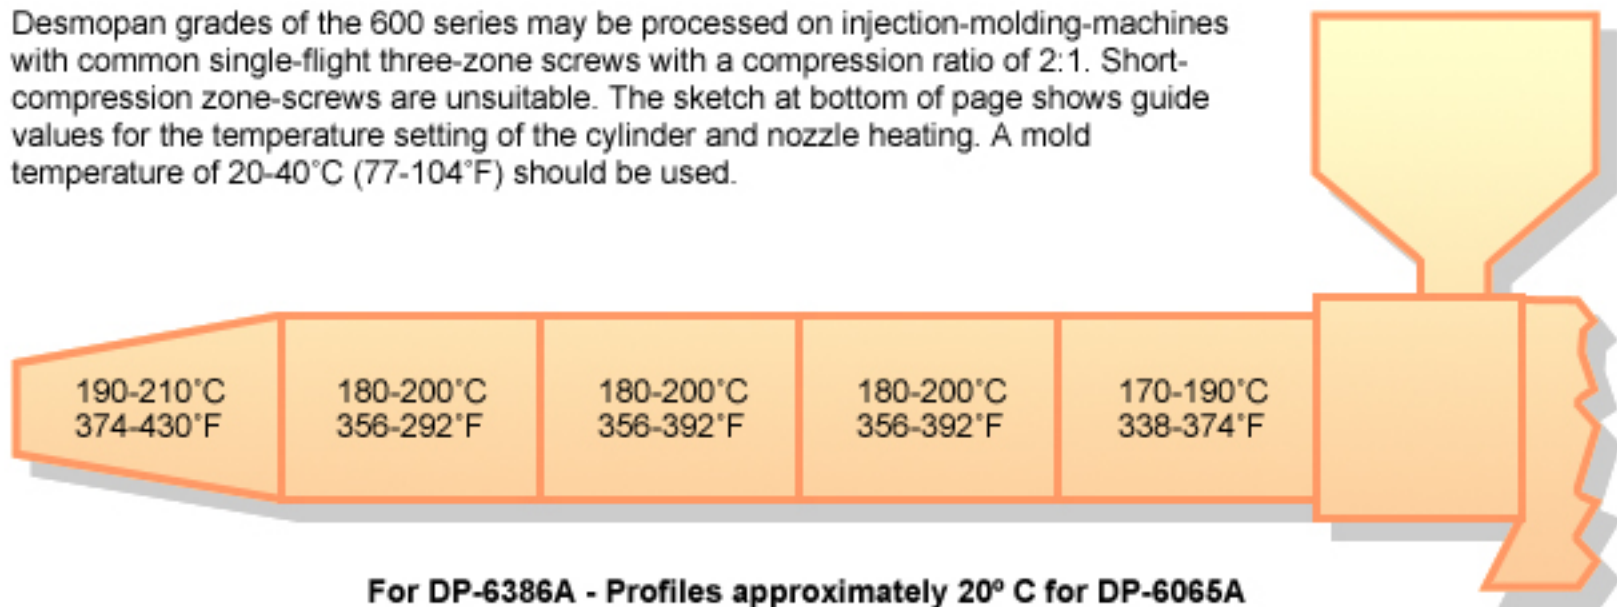 Desmopan grades of the 600 series may be processed on injection-molding-machines
with common single-flight three-zone screws with a compression ratio of 2:1. Short-
compression zone-screws are unsuitable. The sketch at bottom of page shows guide
values for the temperature setting of the cylinder and nozzle heating. A mold
temperature of 20-40°C (77-104°F) should be used.
190-210°C
374-430°F
180-200°C
356-292°F
180-200°C
356-392°F
180-200°C
356-392°F
170-190°C
338-374°F
For DP-6386A - Profiles approximately 20º C for DP-6065A